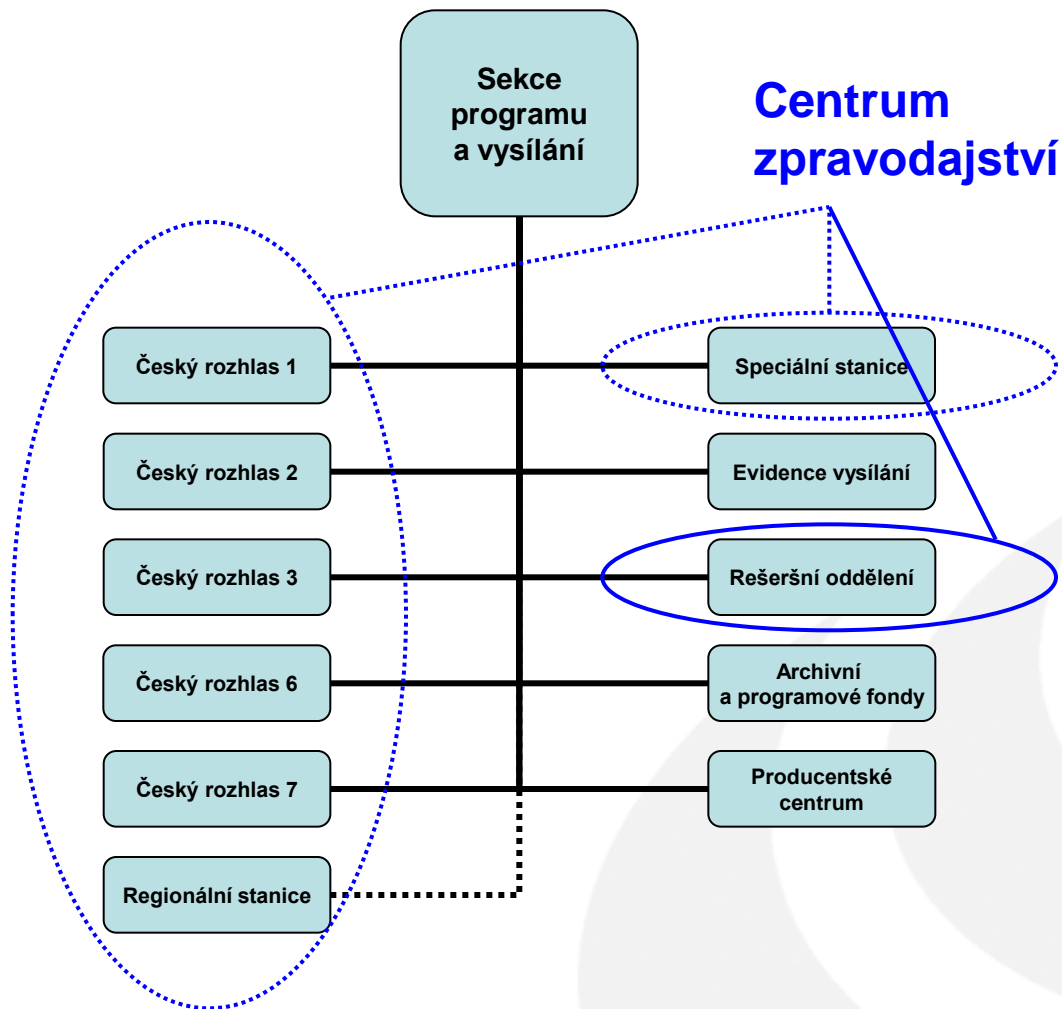 Sekce
programu
a vysílání
Centrum
zpravodajství
Český rozhlas 1
Speciální stanice
Český rozhlas 2
Evidence vysílání
Český rozhlas 3
Rešeršní oddělení
Český rozhlas 6
Archivní
a programové fondy
Český rozhlas 7
Producentské
centrum
Regionální stanice